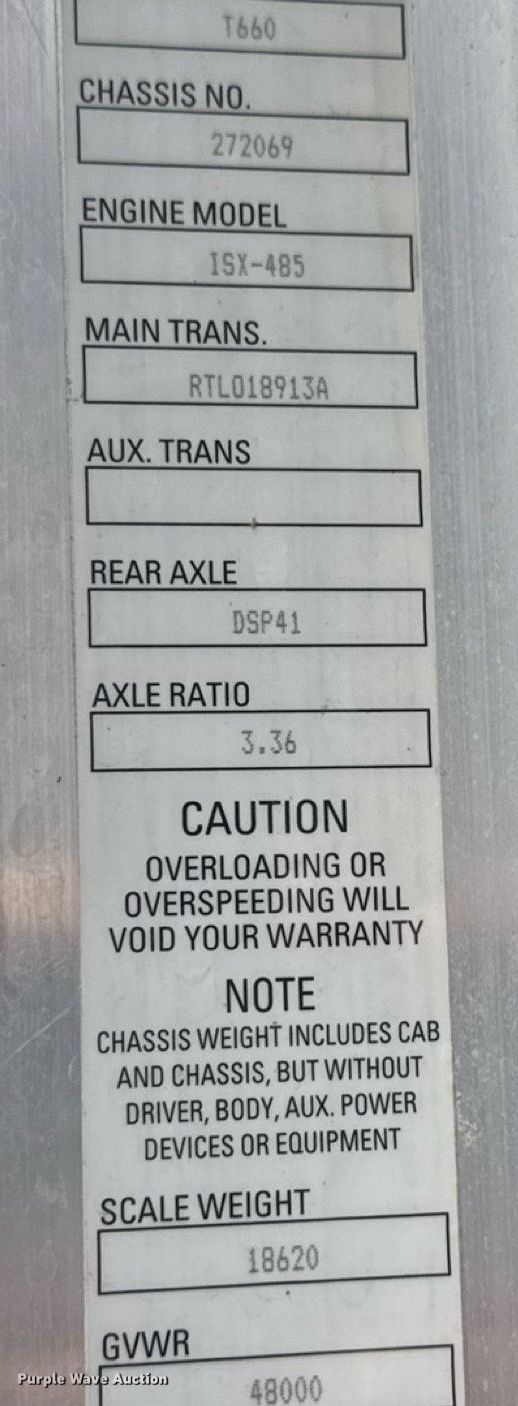 T660
CHASSIS NO.
272069
ENGINE MODEL
ISX-485
MAIN TRANS.
RTLO18913A
AUX. TRANS
REAR AXLE
DSP41
AXLE RATIO
3.36
CAUTION
OVERLOADING OR
OVERSPEEDING WILL
VOID YOUR WARRANTY
NOTE
CHASSIS WEIGHT INCLUDES CAB
AND CHASSIS, BUT WITHOUT
DRIVER, BODY, AUX. POWER
DEVICES OR EQUIPMENT
SCALE WEIGHT
18620
GVWR
48000
Purple Wave Auction